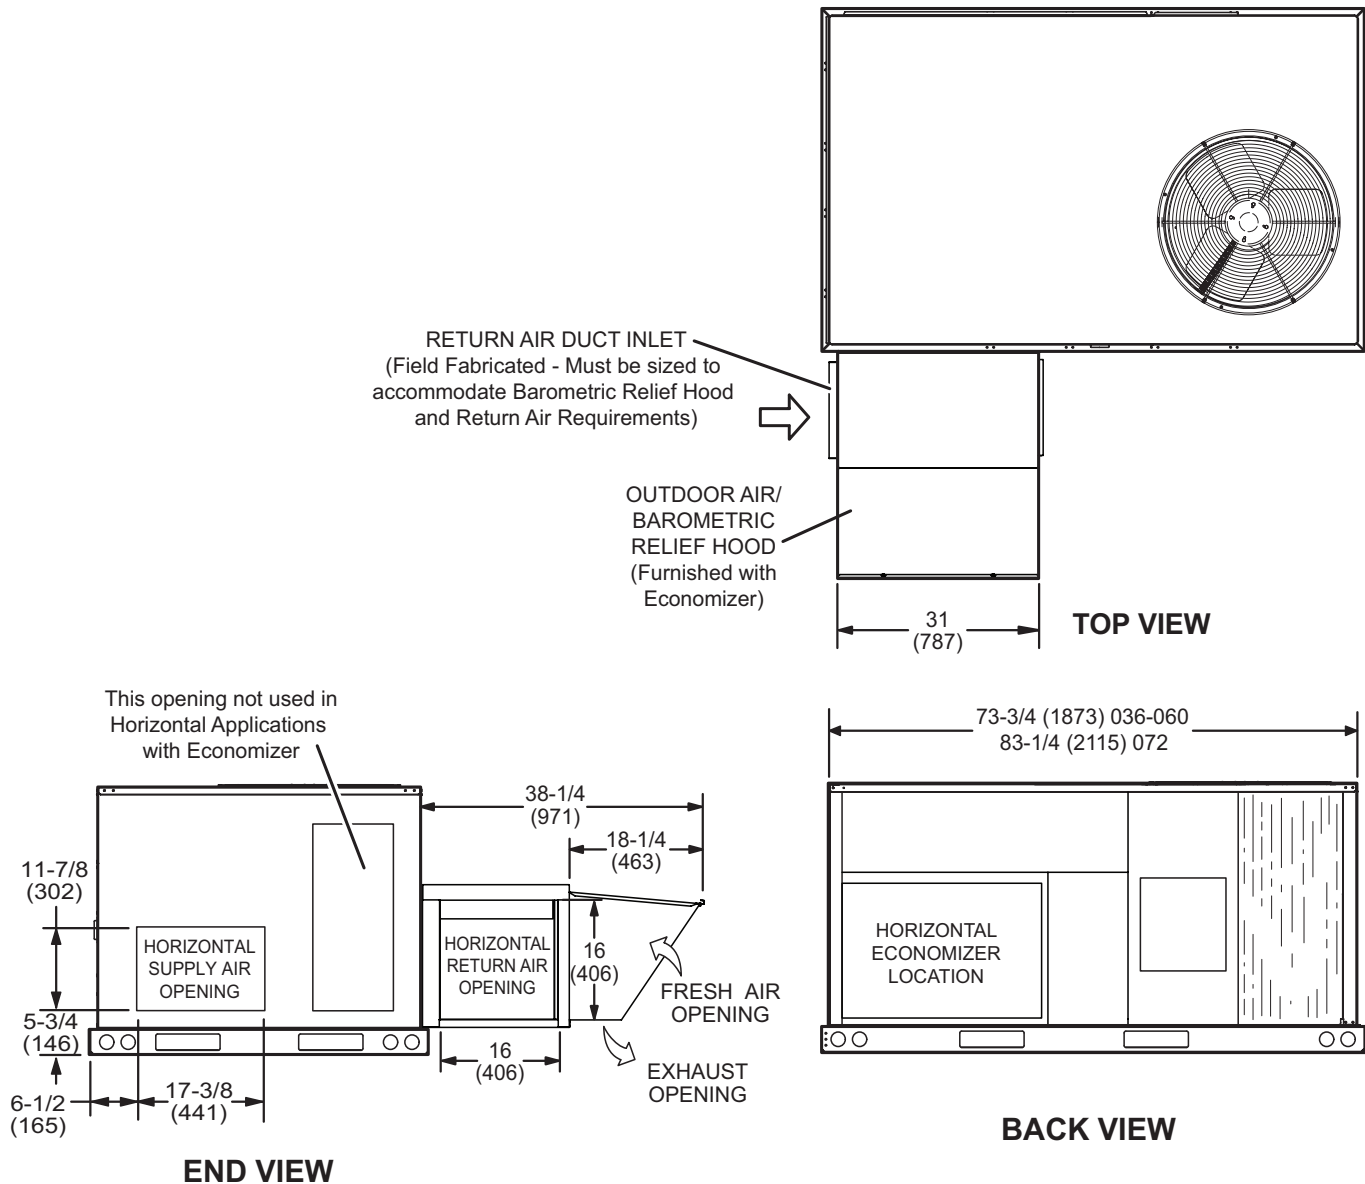 RETURN AIR DUCT INLET
(Field Fabricated - Must be sized to
accommodate Barometric Relief Hood
and Return Air Requirements)
OUTDOOR AIR/
BAROMETRIC
RELIEF HOOD
(Furnished with
Economizer)
31
(787)
TOP VIEW
This opening not used in
Horizontal Applications
with Economizer
38-1/4
(971)
18-1/4
(463)
11-7/8
(302)
HORIZONTAL
SUPPLY AIR
OPENING
HORIZONTAL
RETURN AIR
OPENING
16
(406)
FRESH AIR
OPENING
5-3/4
(146)
16
(406)
EXHAUST
OPENING
6-1/2
(165)
17-3/8
(441)
END VIEW
73-3/4 (1873) 036-060
83-1/4 (2115) 072
HORIZONTAL
ECONOMIZER
LOCATION
BACK VIEW